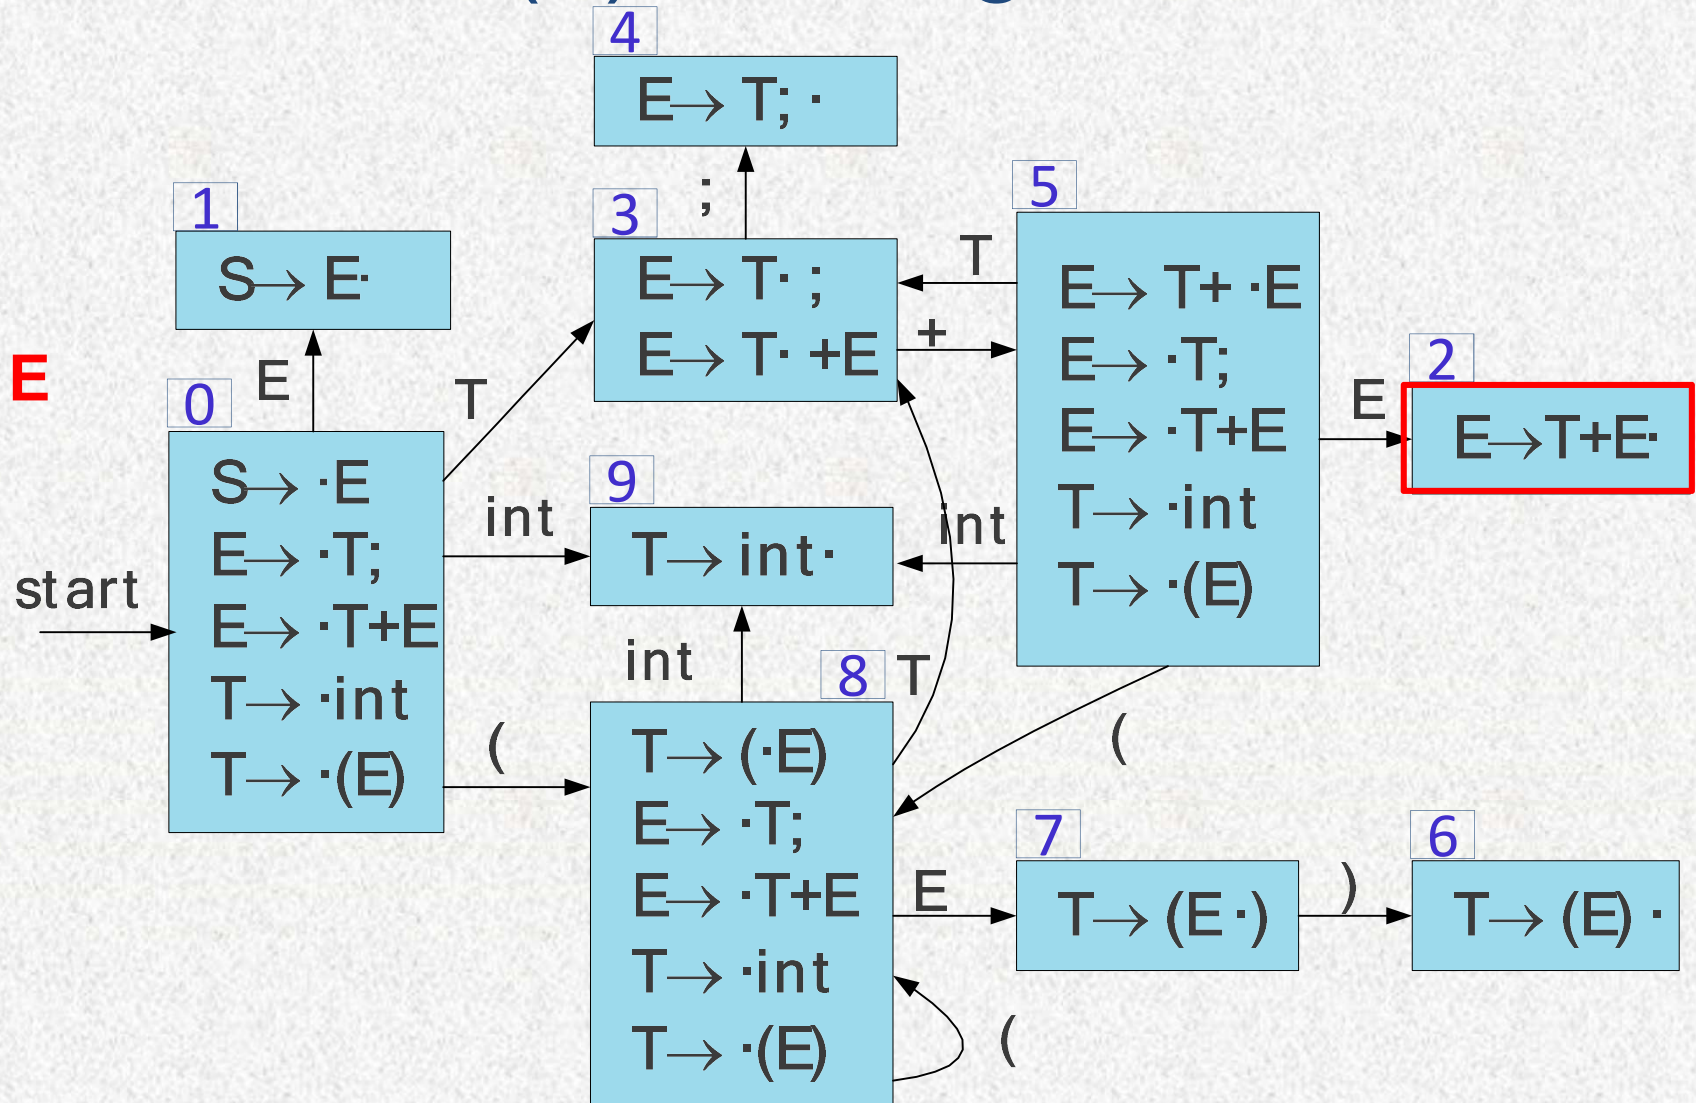 4
E→ T; ·
;
1
S→ E·
3
E→ T· ;
E→ T· +E
T
+
5
E→ T+ ·E
E→ ·T;
E→ ·T+E
T→ ·int
T→ ·(E)
E
2
E→T+E·
E
0
E
T
S→ ·E
E→ ·T;
E→ ·T+E
T→ ·int
T→ ·(E)
start
int
(
9
T→ int·
int
int
8
T
(
T→ (·E)
E→ ·T;
E→ ·T+E
T→ ·int
T→ ·(E)
E
(
7
T→ (E·)
)
6
T→ (E) ·